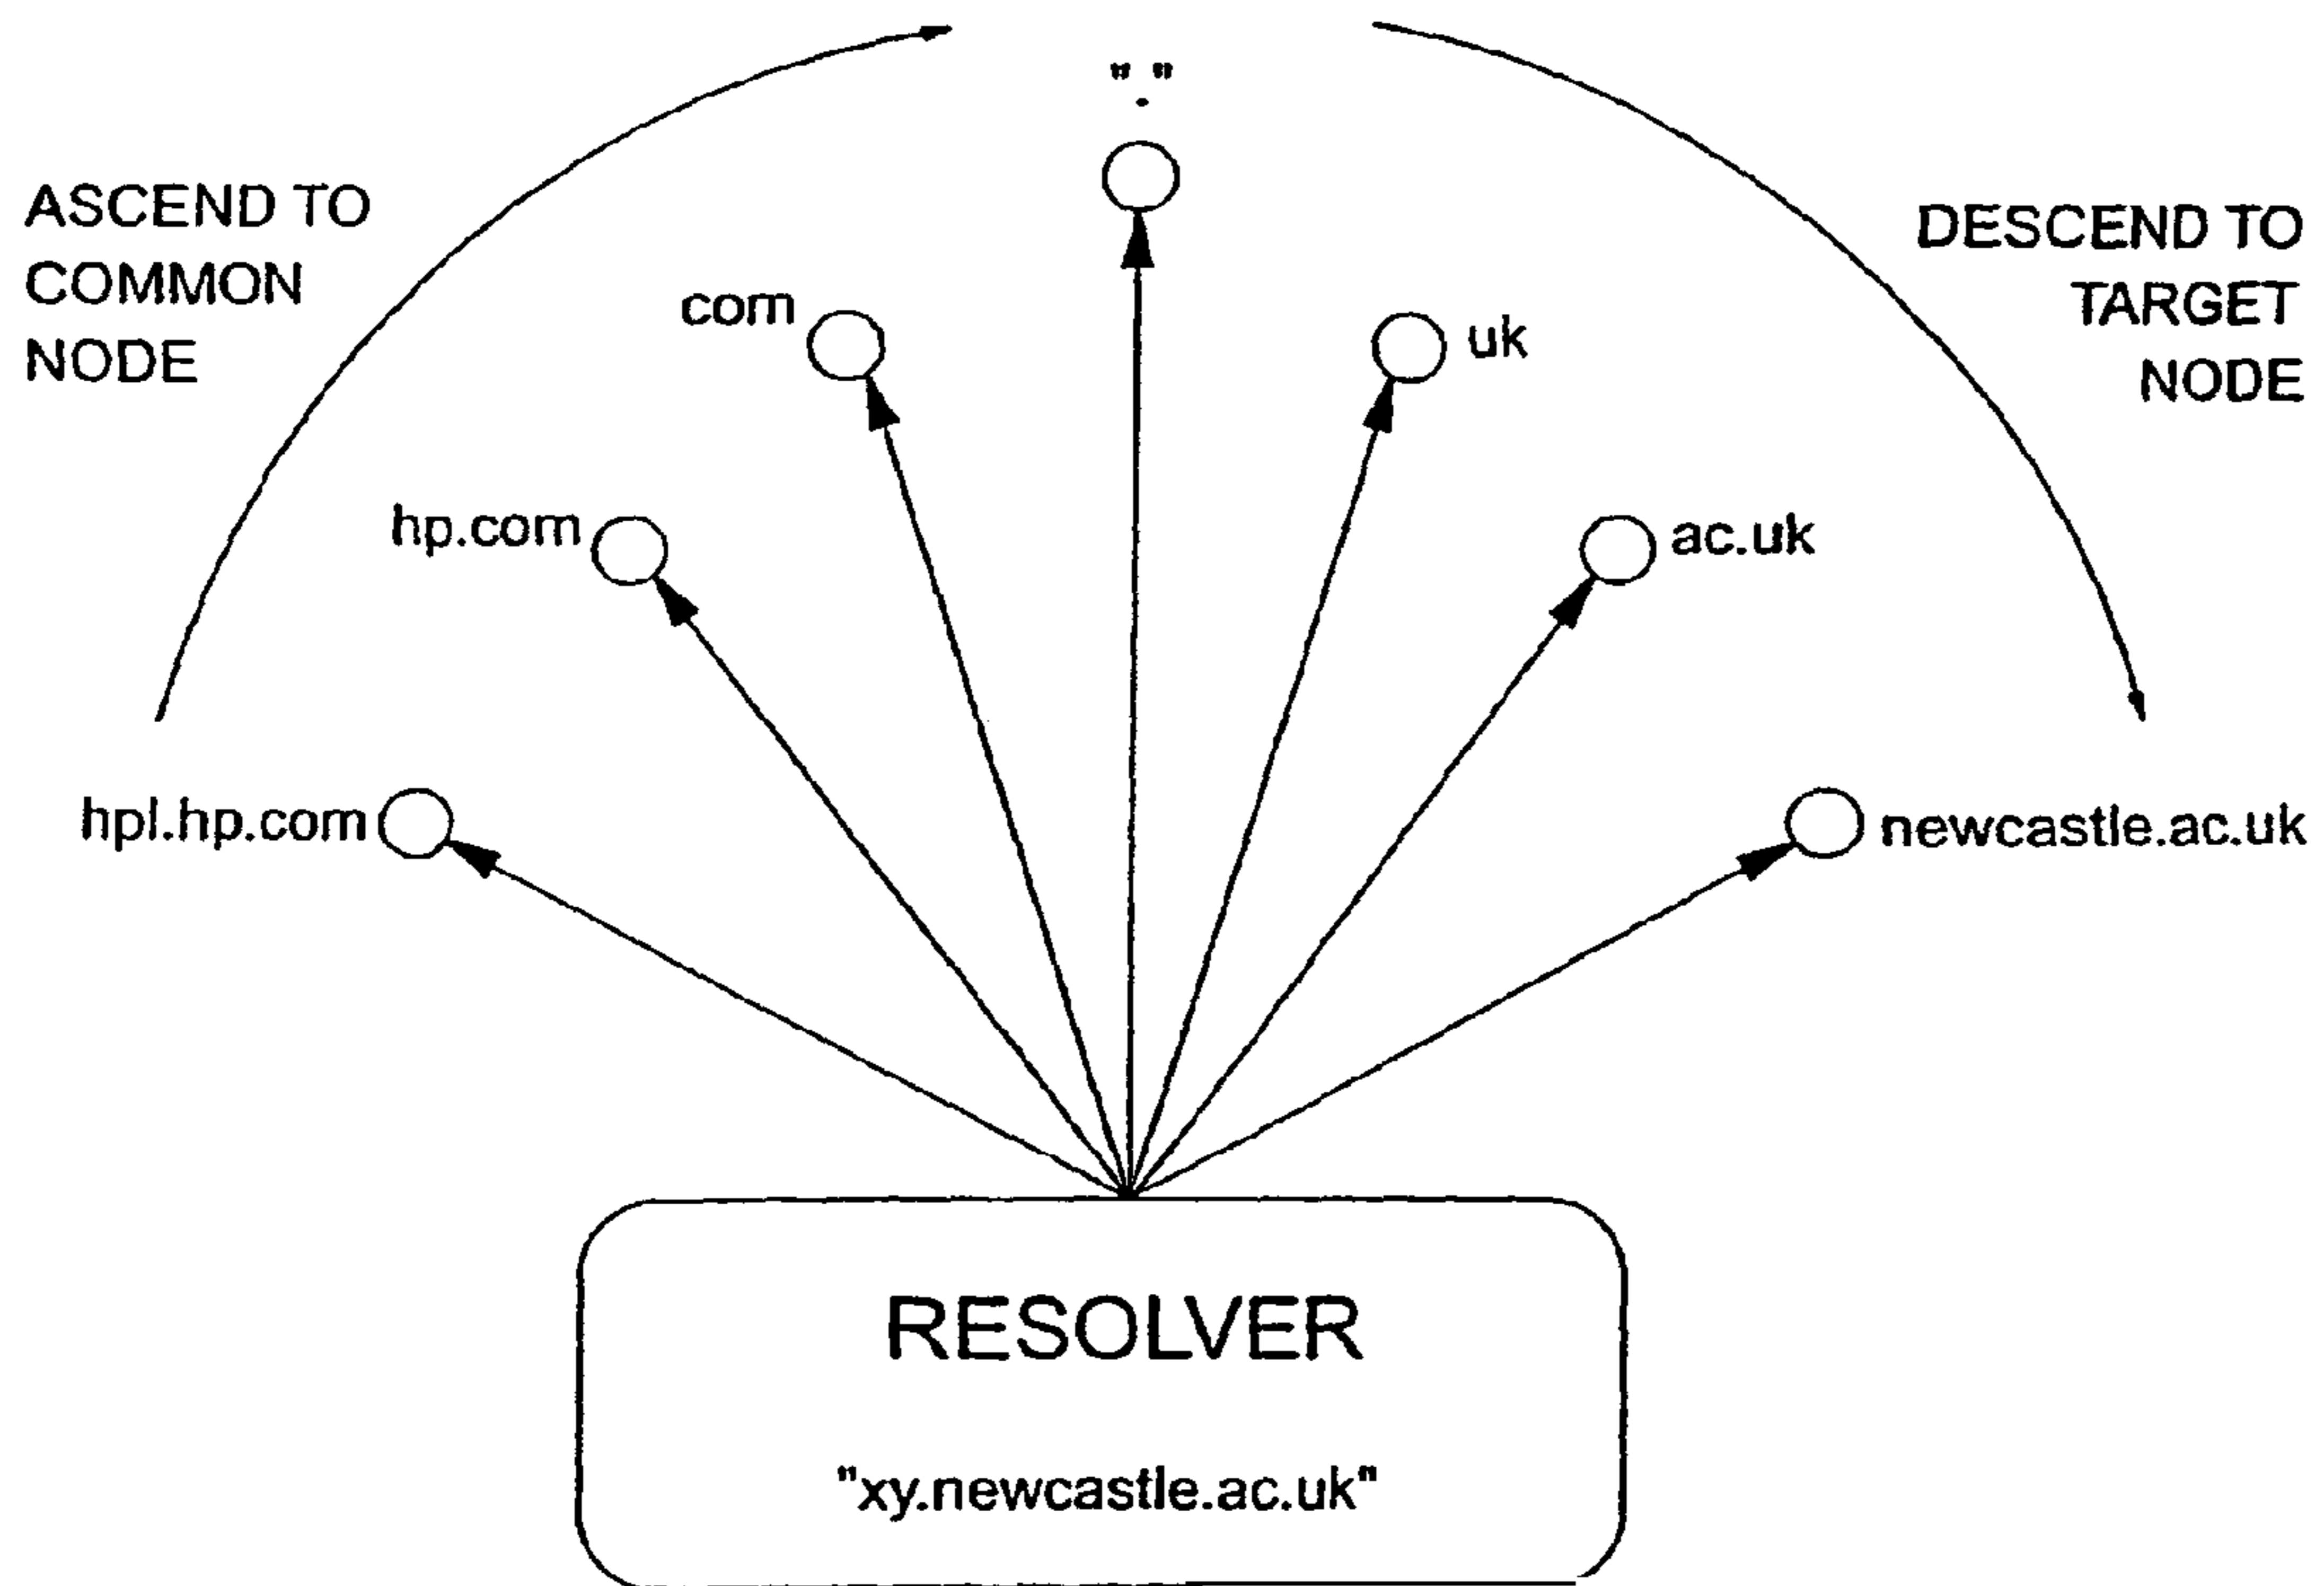 "."
ASCEND TO
COMMON
NODE
DESCEND TO
TARGET
NODE
com
uk
hp.com
ac.uk
hpl.hp.com
newcastle.ac.uk
RESOLVER
"xy.newcastle.ac.uk"